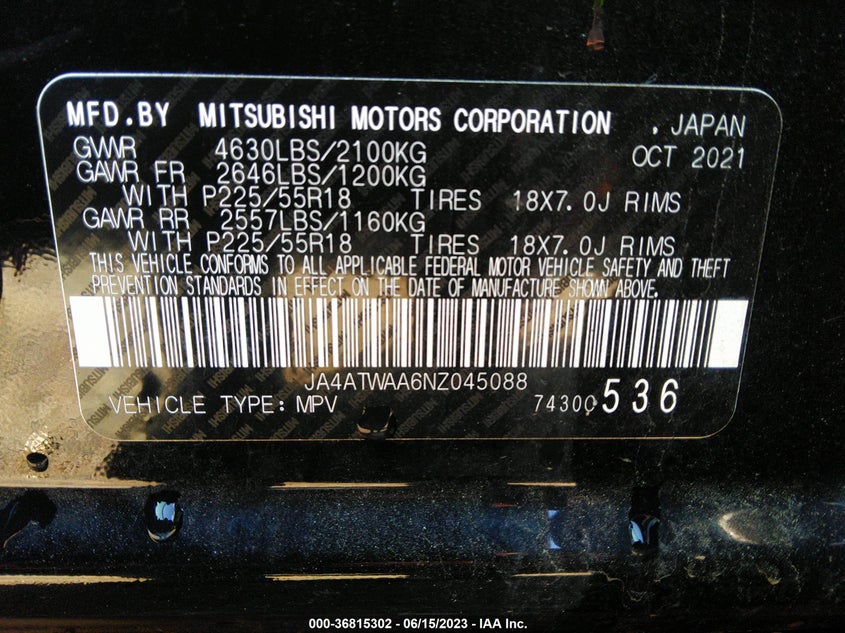 MFD.BY MITSUBISHI MOTORS CORPORATION , JAPAN
GVWR 4630LBS/2100KG OCT 2021
GAWR FR 2646LBS/1200KG
WITH P225/55R18 TIRES 18X7.0J RIMS
GAWR RR 2557LBS/1160KG
WITH P225/55R18 TIRES 18X7.0J RIMS
THIS VEHICLE CONFORMS TO ALL APPLICABLE FEDERAL MOTOR VEHICLE SAFETY AND THEFT
PREVENTION STANDARDS IN EFFECT ON THE DATE OF MANUFACTURE SHOWN ABOVE.
JA4ATWAA6NZ045088
VEHICLE TYPE: MPV 7430C 536
000-36815302 - 06/15/2023 - IAA Inc.